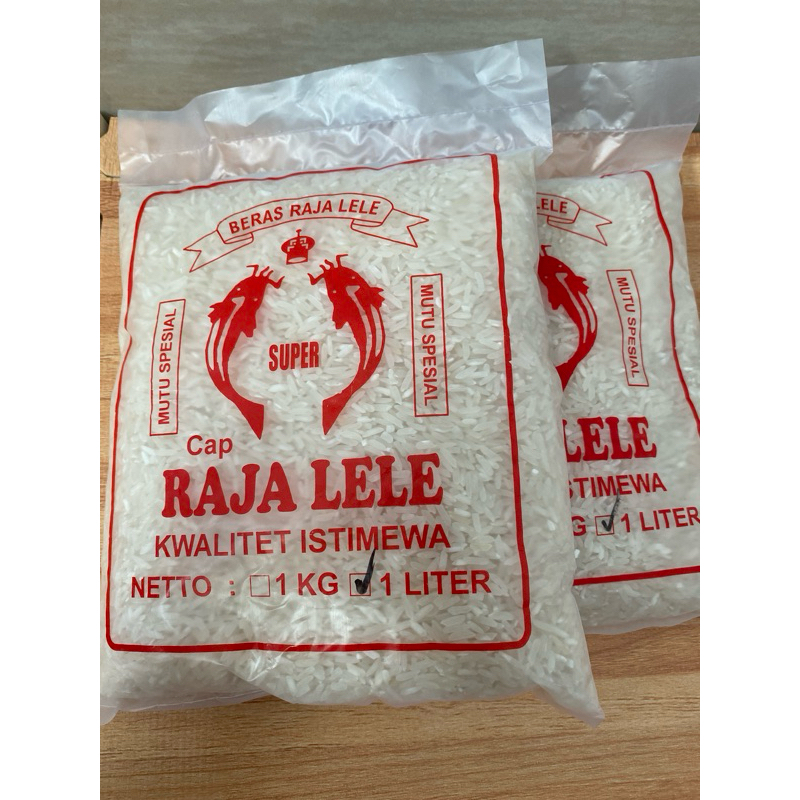 BERAS RAJA LELE
MUTU SPESIAL
SUPER
MUTU SPESIAL
Cap
RAJA LELE
KWALITET ISTIMEWA
NETTO : ☐ 1 KG ☑ 1 LITER
LELE
MUTU SPESIAL
LELE
ISTIMEWA
G ☑ 1 LITER